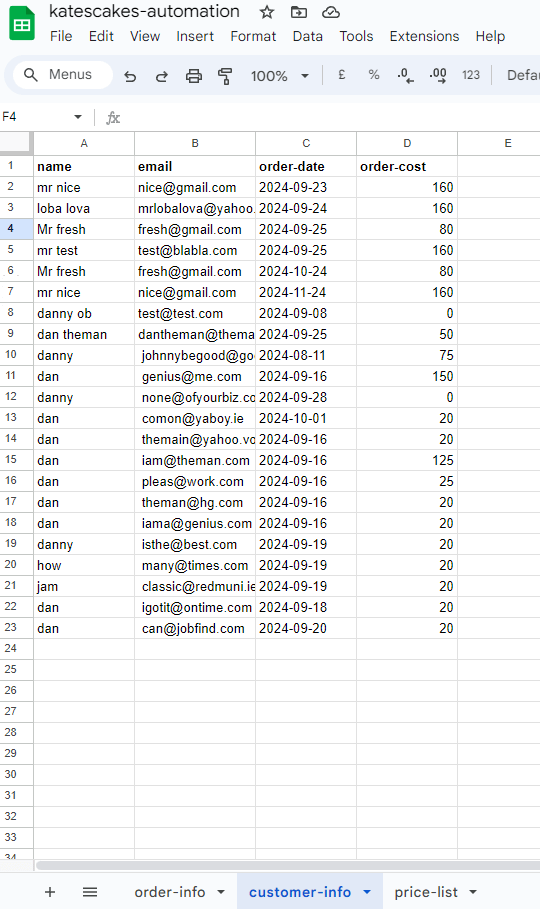 katescakes-automation
File Edit View Insert Format Data Tools Extensions Help
Menus 100% £ % .0 .00 123 Defau
F4 fx
A B C D E
1 name email order-date order-cost
2 mr nice nice@gmail.com 2024-09-23 160
3 loba lova mrlobalova@yahoo. 2024-09-24 160
4 Mr fresh fresh@gmail.com 2024-09-25 80
5 mr test test@blabla.com 2024-09-25 160
6 Mr fresh fresh@gmail.com 2024-10-24 80
7 mr nice nice@gmail.com 2024-11-24 160
8 danny ob test@test.com 2024-09-08 0
9 dan theman dantheman@thema 2024-09-25 50
10 danny johnnybegood@go 2024-08-11 75
11 dan genius@me.com 2024-09-16 150
12 danny none@ofyourbiz.co 2024-09-28 0
13 dan comon@yaboy.ie 2024-10-01 20
14 dan themain@yahoo.vo 2024-09-16 20
15 dan iam@theman.com 2024-09-16 125
16 dan pleas@work.com 2024-09-16 25
17 dan theman@hg.com 2024-09-16 20
18 dan iama@genius.com 2024-09-16 20
19 danny isthe@best.com 2024-09-19 20
20 how many@times.com 2024-09-19 20
21 jam classic@redmuni.ie 2024-09-19 20
22 dan igotit@ontime.com 2024-09-18 20
23 dan can@jobfind.com 2024-09-20 20
24
25
26
27
28
29
30
31
32
33
34
order-info customer-info price-list